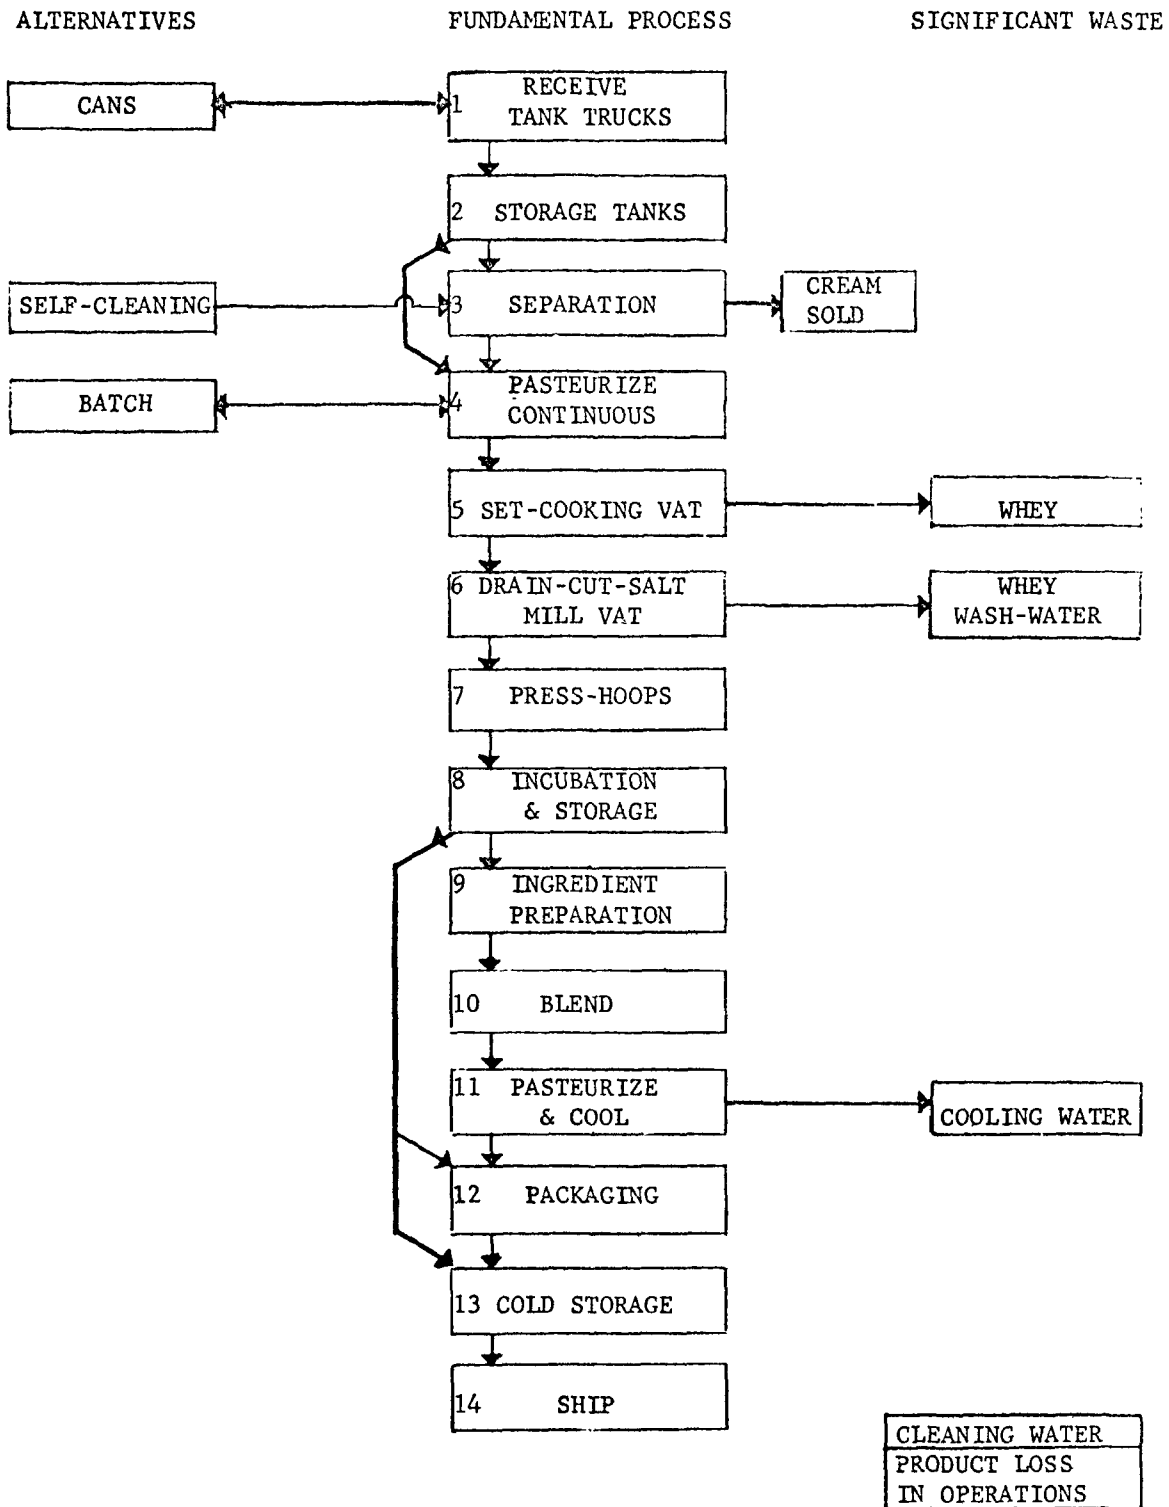 ALTERNATIVES FUNDAMENTAL PROCESS SIGNIFICANT WASTE
CANS
1 RECEIVE
TANK TRUCKS
2 STORAGE TANKS
SELF-CLEANING
3 SEPARATION
CREAM
SOLD
BATCH
4 PASTEURIZE
CONTINUOUS
5 SET-COOKING VAT
WHEY
6 DRAIN-CUT-SALT
MILL VAT
WHEY
WASH-WATER
7 PRESS-HOOPS
8 INCUBATION
& STORAGE
9 INGREDIENT
PREPARATION
10 BLEND
11 PASTEURIZE
& COOL
COOLING WATER
12 PACKAGING
13 COLD STORAGE
14 SHIP
CLEANING WATER
PRODUCT LOSS
IN OPERATIONS